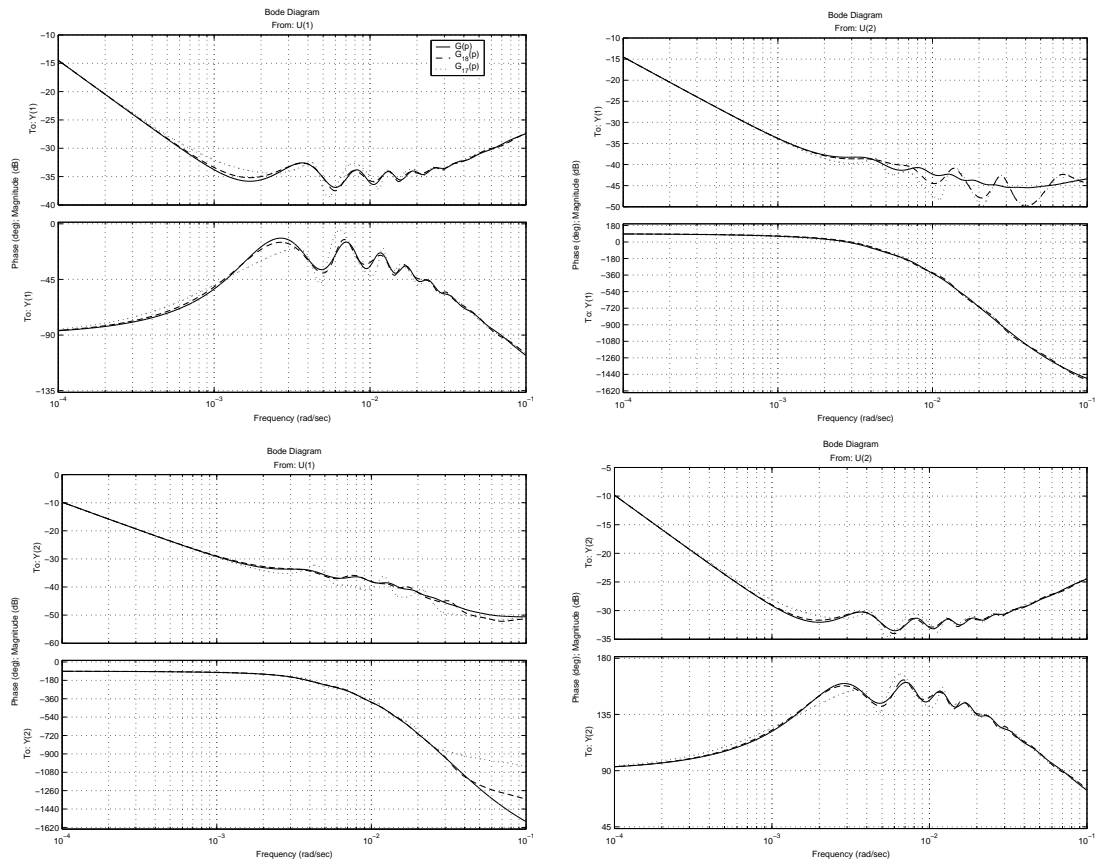 Bode Diagram
From: U(1)
G(p)
G18(p)
G17(p)
−10
−15
−20
−25
−30
−35
−40
To: Y(1)
Phase (deg); Magnitude (dB)
0
−45
−90
−135
To: Y(1)
10−4
10−3
10−2
10−1
Frequency (rad/sec)
Bode Diagram
From: U(2)
−10
−15
−20
−25
−30
−35
−40
−45
−50
To: Y(1)
Phase (deg); Magnitude (dB)
180
0
−180
−360
−540
−720
−900
−1080
−1260
−1440
−1620
To: Y(1)
10−4
10−3
10−2
10−1
Frequency (rad/sec)
Bode Diagram
From: U(1)
0
−10
−20
−30
−40
−50
−60
To: Y(2)
Phase (deg); Magnitude (dB)
0
−180
−360
−540
−720
−900
−1080
−1260
−1440
−1620
To: Y(2)
10−4
10−3
10−2
10−1
Frequency (rad/sec)
Bode Diagram
From: U(2)
−5
−10
−15
−20
−25
−30
−35
To: Y(2)
Phase (deg); Magnitude (dB)
180
135
90
45
To: Y(2)
10−4
10−3
10−2
10−1
Frequency (rad/sec)